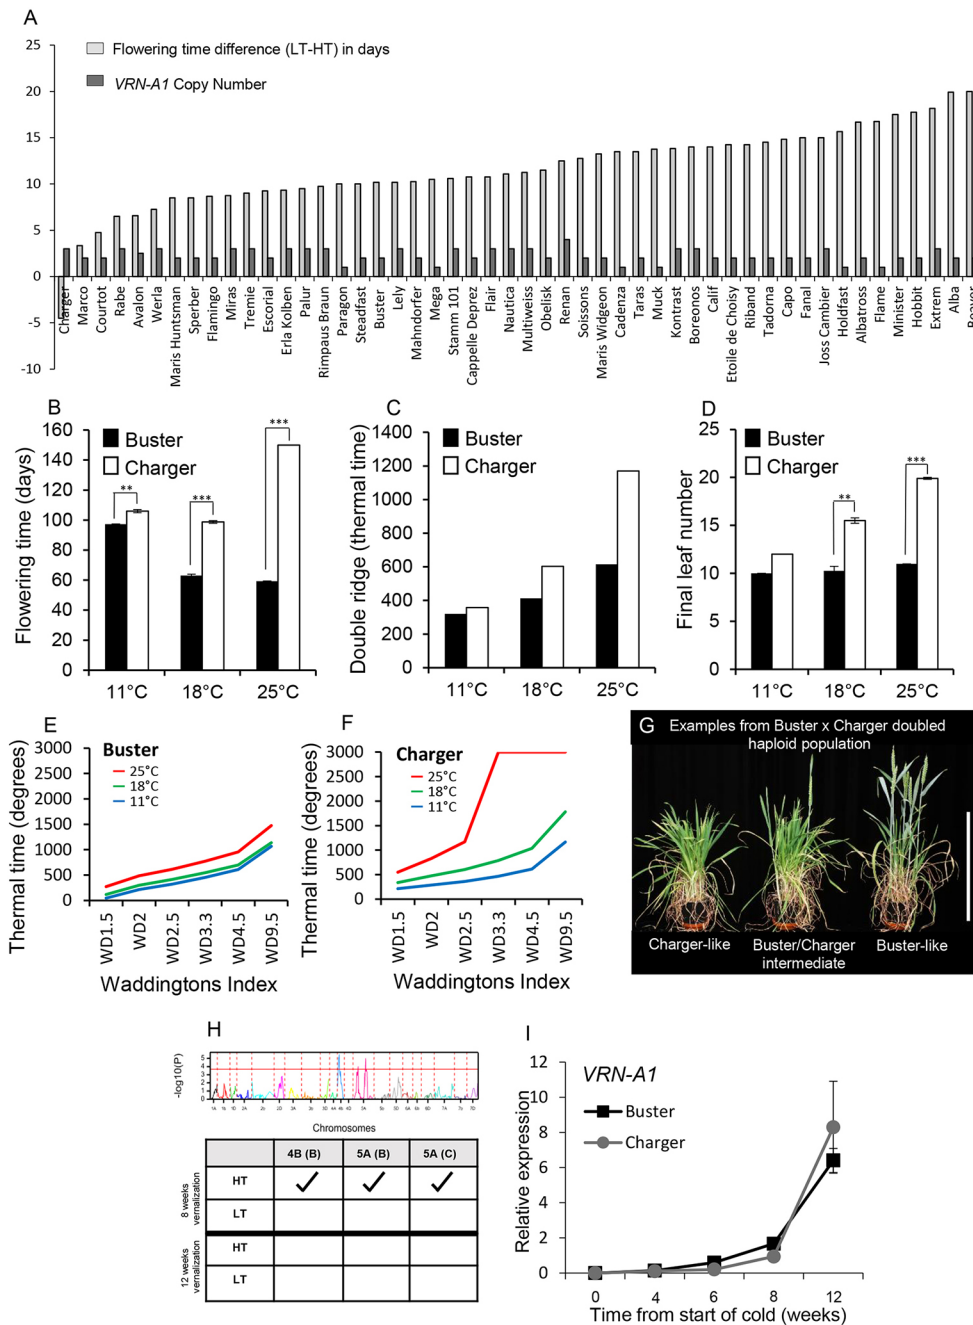 A
25
20
15
10
5
0
-5
-10
Flowering time difference (LT-HT) in days
VRN-A1 Copy Number
Charger
Marco
Courtot
Rabe
Avalon
Werla
Maris Huntsman
Sperber
Flamingo
Miras
Tremie
Escorial
Erla Kolben
Palur
Rimpaus Braun
Paragon
Steadfast
Buster
Lely
Mahndorfer
Mega
Stamm 101
Cappelle Deprez
Flair
Nautica
Multiweiss
Obelisk
Renan
Soissons
Maris Widgeon
Cadenza
Taras
Muck
Kontrast
Boreonos
Calif
Etoile de Choisy
Riband
Tadorna
Capo
Fanal
Joss Cambier
Holdfast
Albatross
Flame
Minister
Hobbit
Extrem
Alba
B
Flowering time (days)
160
140
120
100
80
60
40
20
0
Buster
Charger
**
***
***
11°C 18°C 25°C
C
Double ridge (thermal time)
1400
1200
1000
800
600
400
200
0
Buster
Charger
11°C 18°C 25°C
D
Final leaf number
25
20
15
10
5
0
Buster
Charger
**
***
11°C 18°C 25°C
E
Buster
Thermal time (degrees)
3000
2500
2000
1500
1000
500
0
25°C
18°C
11°C
WD1.5
WD2
WD2.5
WD3.3
WD4.5
WD9.5
Waddingtons Index
F
Charger
Thermal time (degrees)
3000
2500
2000
1500
1000
500
0
25°C
18°C
11°C
WD1.5
WD2
WD2.5
WD3.3
WD4.5
WD9.5
Waddingtons Index
G
Examples from Buster x Charger doubled
haploid population
Charger-like
Buster/Charger
intermediate
Buster-like
H
-log10(P)
5
4
3
2
1
0
Chromosomes
4B (B) 5A (B) 5A (C)
8 weeks
vernalization
HT
LT
12 weeks
vernalization
HT
LT
I
VRN-A1
Buster
Charger
Relative expression
12
10
8
6
4
2
0
0 4 6 8 12
Time from start of cold (weeks)